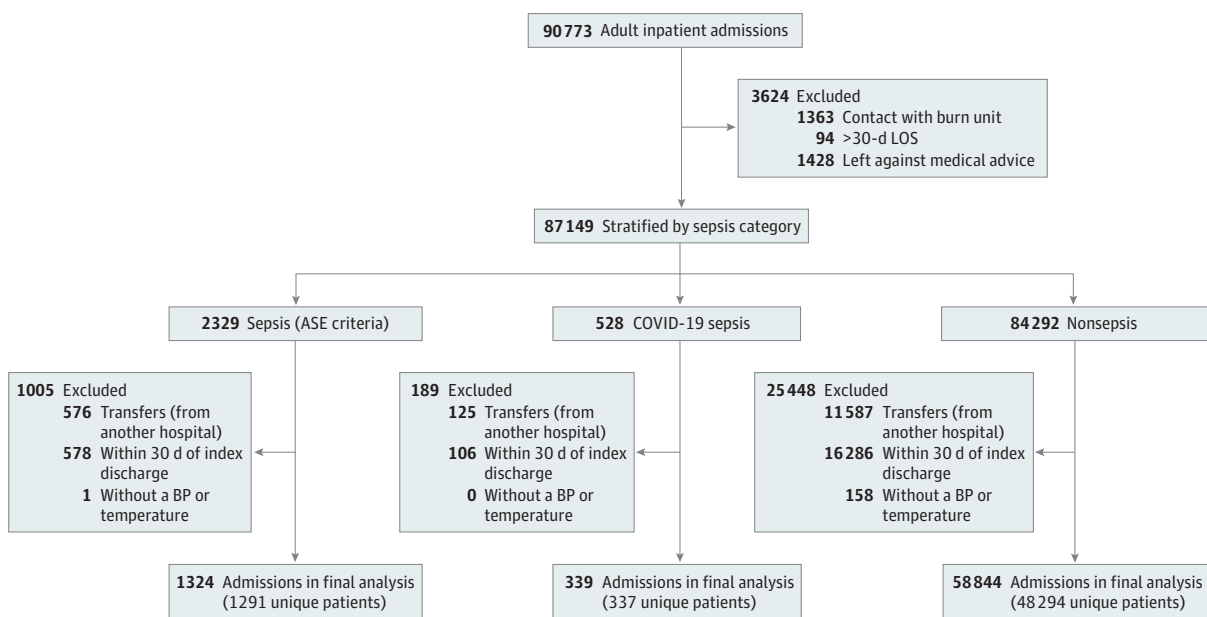 90773 Adult inpatient admissions
3624 Excluded
1363 Contact with burn unit
94 >30-d LOS
1428 Left against medical advice
87149 Stratified by sepsis category
2329 Sepsis (ASE criteria)
528 COVID-19 sepsis
84292 Nonsepsis
1005 Excluded
576 Transfers (from
another hospital)
578 Within 30 d of index
discharge
1 Without a BP or
temperature
189 Excluded
125 Transfers (from
another hospital)
106 Within 30 d of index
discharge
0 Without a BP or
temperature
25448 Excluded
11587 Transfers (from
another hospital)
16286 Within 30 d of index
discharge
158 Without a BP or
temperature
1324 Admissions in final analysis
(1291 unique patients)
339 Admissions in final analysis
(337 unique patients)
58844 Admissions in final analysis
(48294 unique patients)